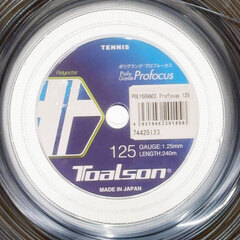 TENNIS
ポリグランデ・プロフォーカス
Polyester
Poly Grande Profocus
POLYGRANDE Profocus 125
74425123
125
GAUGE:1.25mm
LENGTH:240m
Toalson®
MADE IN JAPAN